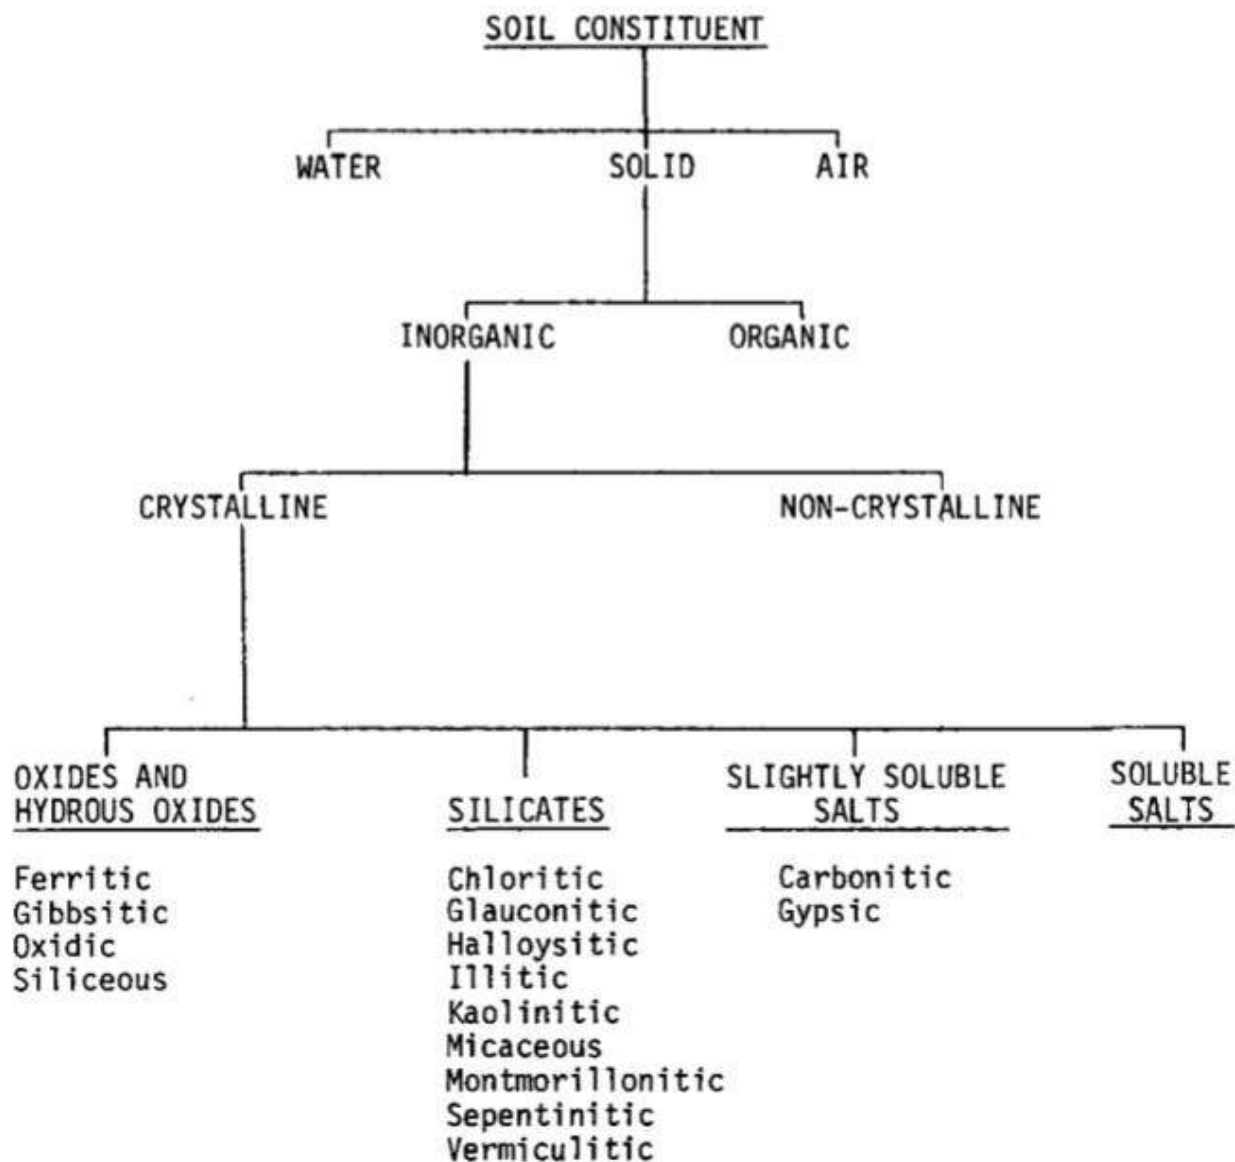 SOIL CONSTITUENT
WATER SOLID AIR
INORGANIC ORGANIC
CRYSTALLINE NON-CRYSTALLINE
OXIDES AND
HYDROUS OXIDES
Ferritic
Gibbsitic
Oxidic
Siliceous
SILICATES
Chloritic
Glauconitic
Halloysitic
Illitic
Kaolinitic
Micaceous
Montmorillonitic
Sepentinitic
Vermiculitic
SLIGHTLY SOLUBLE
SALTS
Carbonitic
Gypsic
SOLUBLE
SALTS